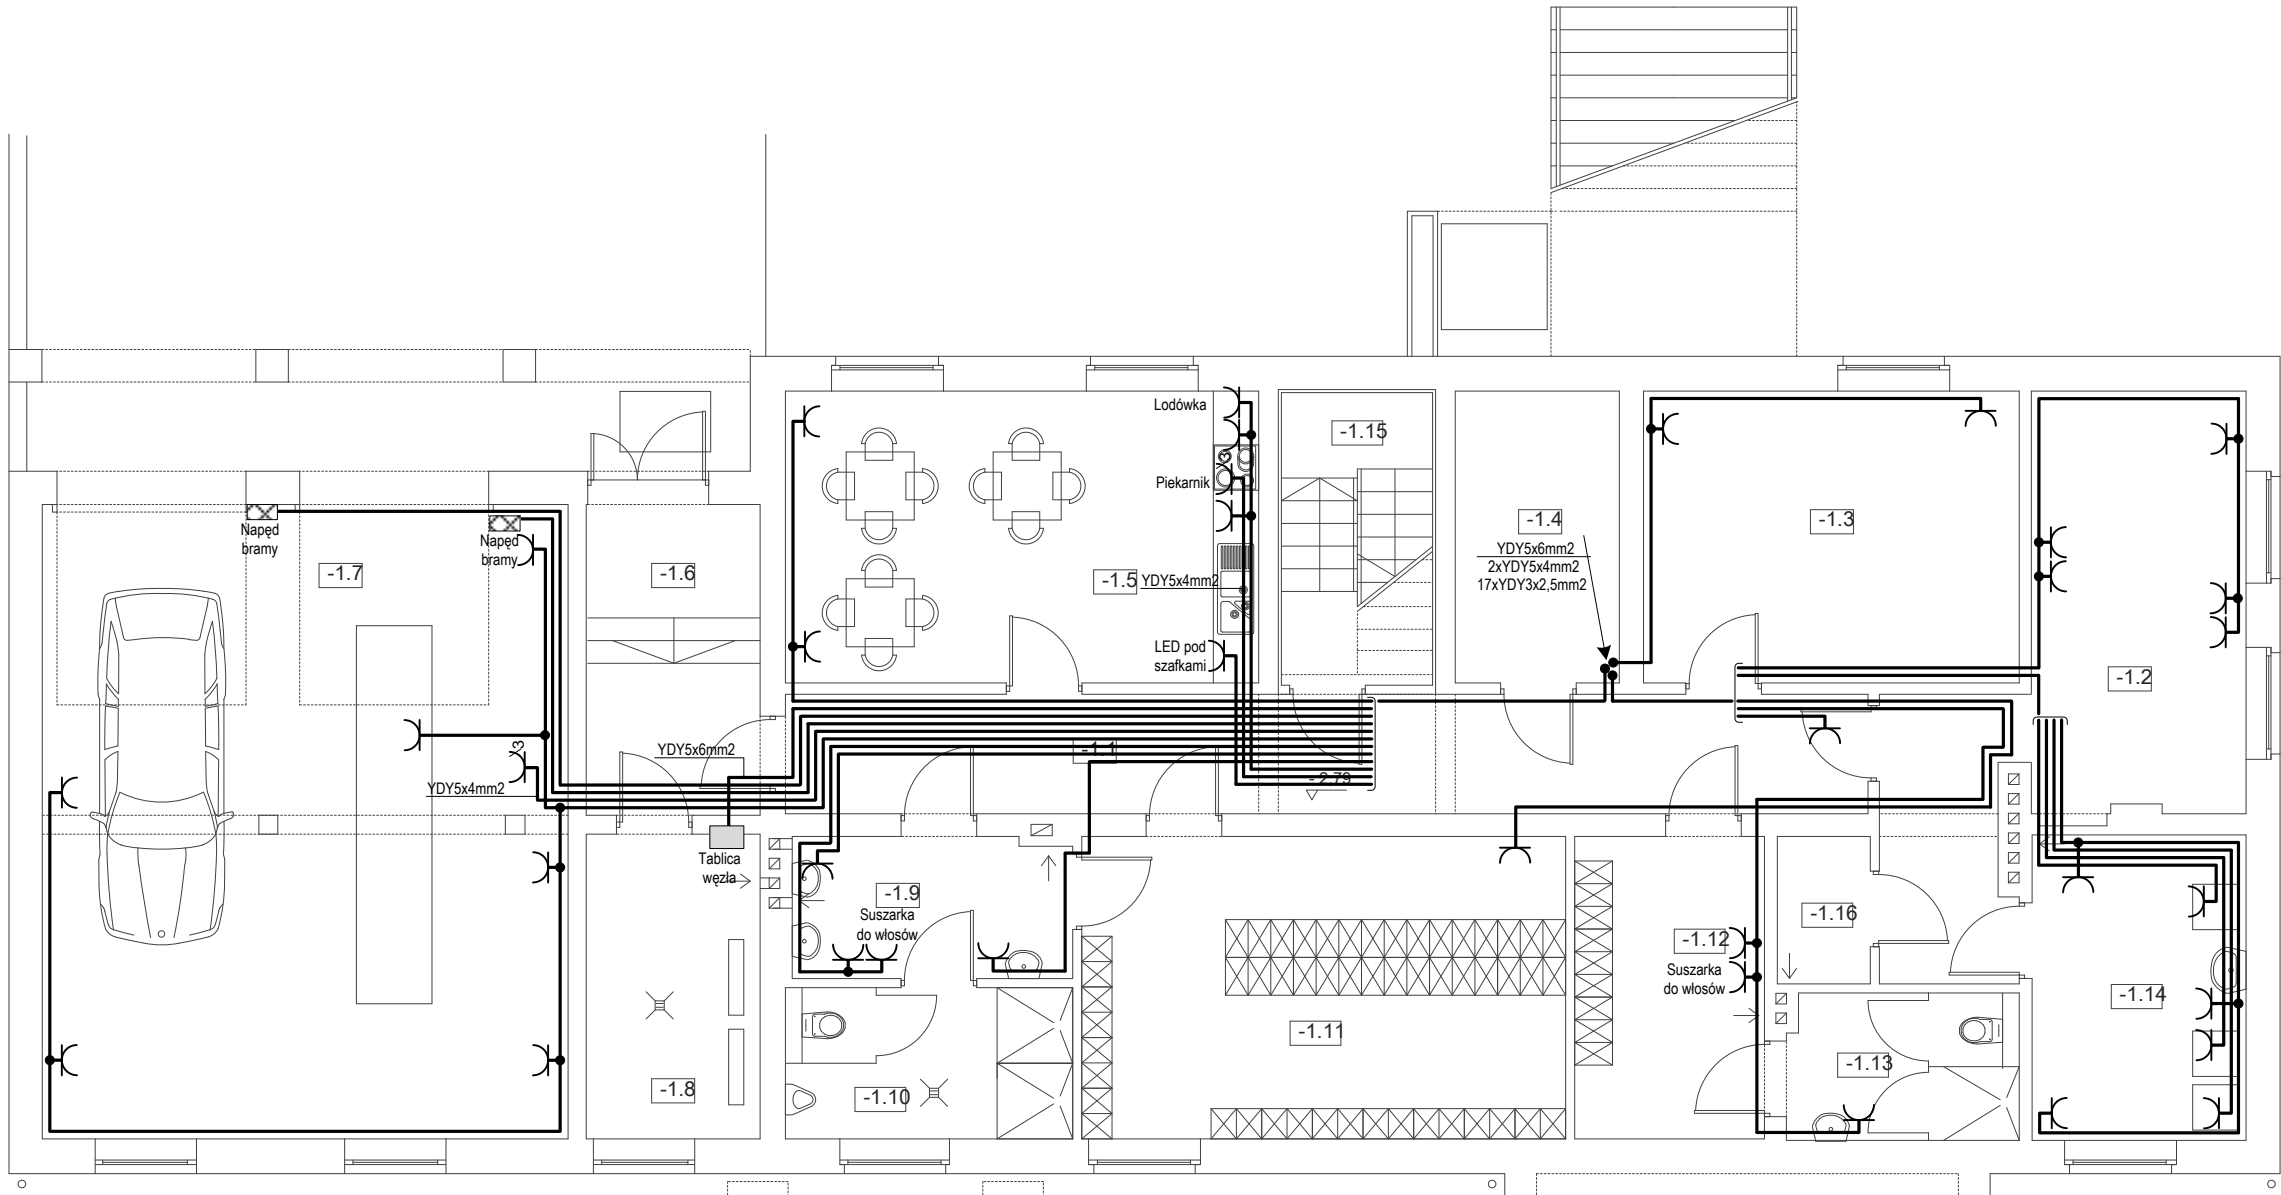 Lodówka
-1.15
Piekarnik
3
-1.4
-1.3
YDY5x6mm2
2xYDY5x4mm2
17xYDY3x2,5mm2
Napęd
bramy
Napęd
bramy
-1.7
-1.6
-1.5
YDY5x4mm2
LED pod
szafkami
-1.2
3
YDY5x6mm2
-1.1
- 2.79
YDY5x4mm2
Tablica
węzła
-1.9
Suszarka
do włosów
-1.16
-1.12
Suszarka
do włosów
-1.14
-1.11
-1.13
-1.8
-1.10